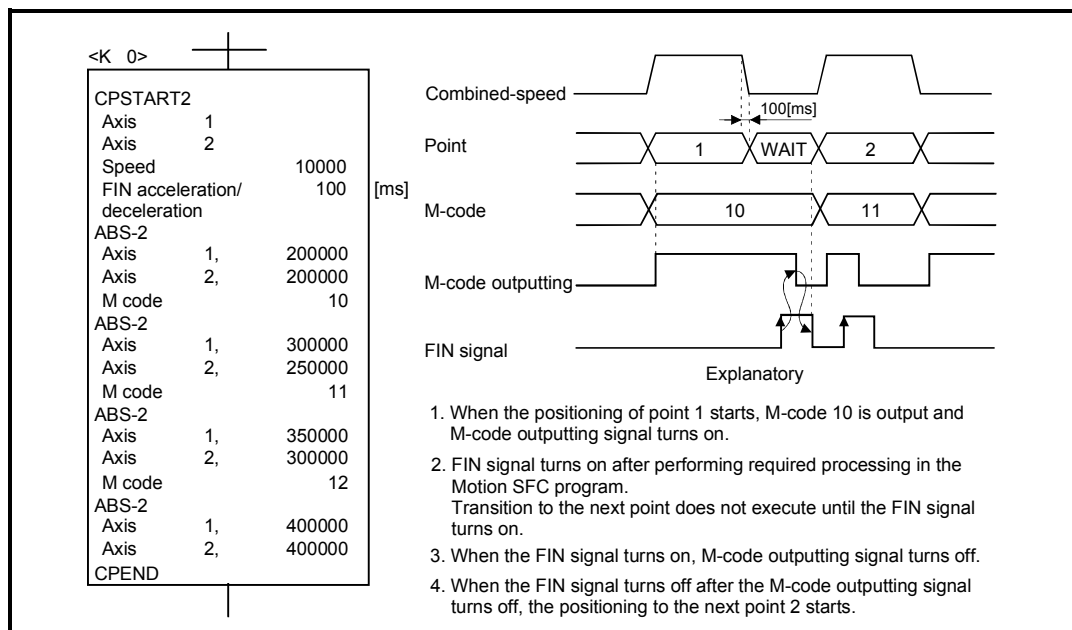 <K 0>
CPSTART2
Axis 1
Axis 2
Speed 10000
FIN acceleration/ 100 [ms]
deceleration
ABS-2
Axis 1, 200000
Axis 2, 200000
M code 10
ABS-2
Axis 1, 300000
Axis 2, 250000
M code 11
ABS-2
Axis 1, 350000
Axis 2, 300000
M code 12
ABS-2
Axis 1, 400000
Axis 2, 400000
CPEND
Combined-speed
100[ms]
Point 1 WAIT 2
M-code 10 11
M-code outputting
FIN signal
Explanatory
1. When the positioning of point 1 starts, M-code 10 is output and
M-code outputting signal turns on.
2. FIN signal turns on after performing required processing in the
Motion SFC program.
Transition to the next point does not execute until the FIN signal
turns on.
3. When the FIN signal turns on, M-code outputting signal turns off.
4. When the FIN signal turns off after the M-code outputting signal
turns off, the positioning to the next point 2 starts.